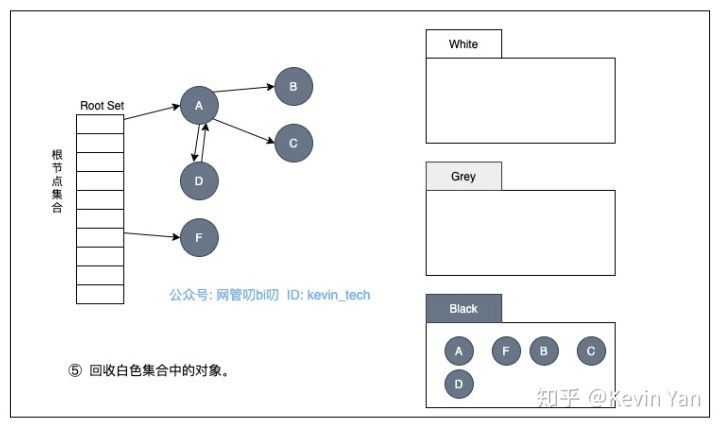 White
B
Root Set
A
C
根节点集合
Grey
D
F
公众号: 网管叨bi叨 ID: kevin_tech
Black
A F B C
D
⑤ 回收白色集合中的对象。
知乎 @Kevin Yan